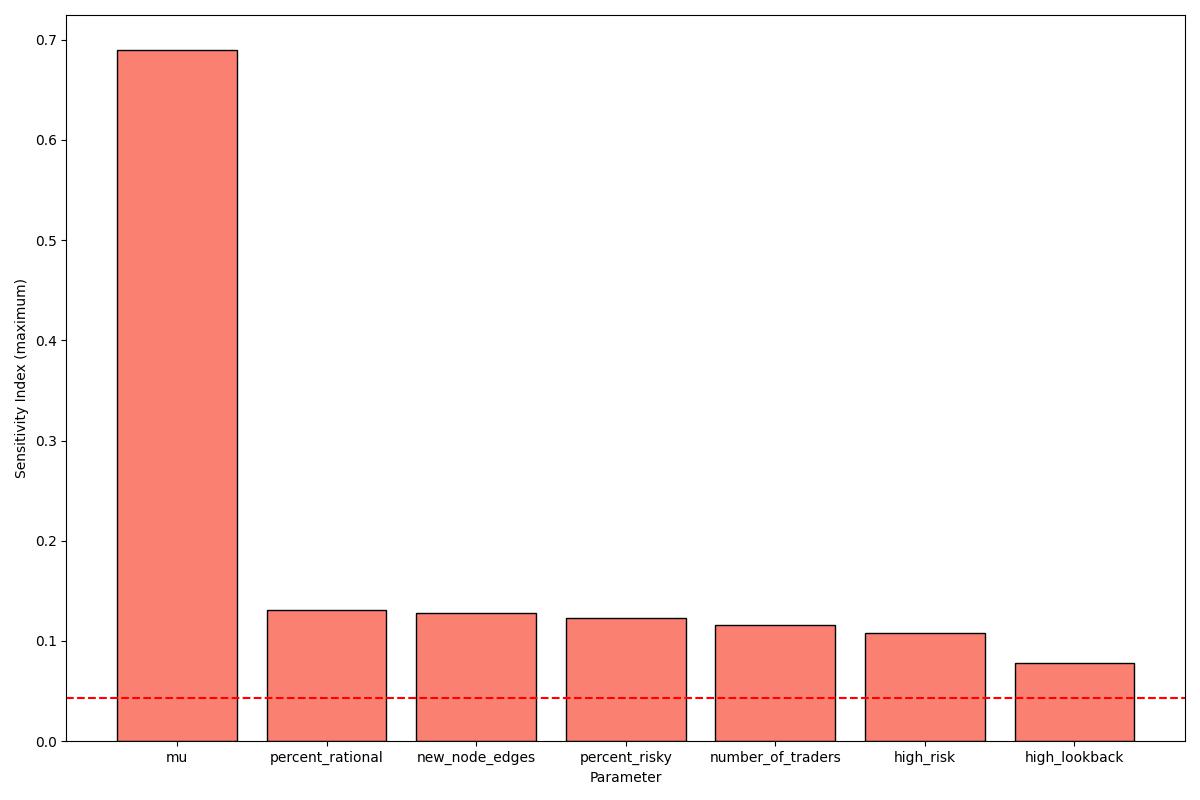 0.7
0.6
0.5
0.4
0.3
0.2
0.1
0.0
Sensitivity Index (maximum)
mu percent_rational new_node_edges percent_risky number_of_traders high_risk high_lookback
Parameter